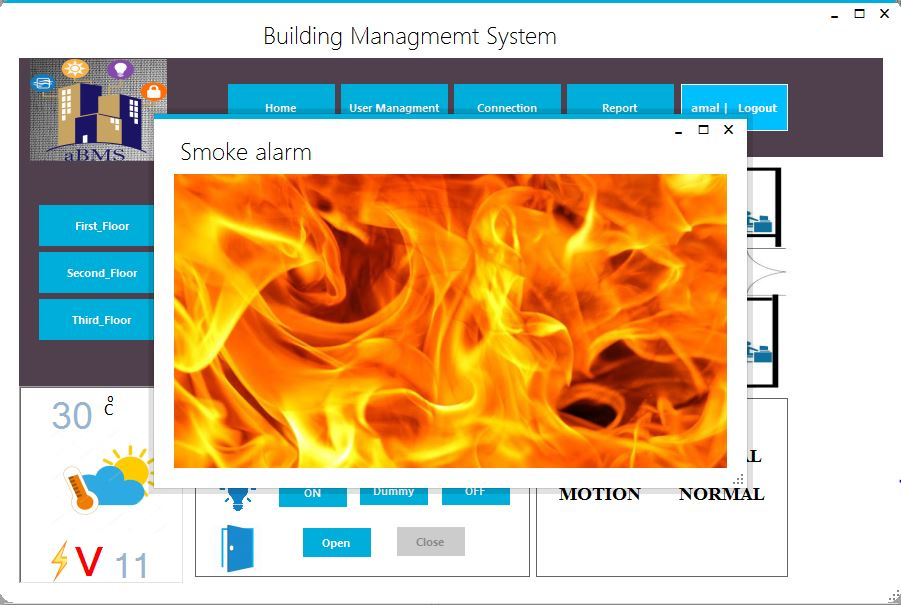 Building Managmemt System
Home
User Managment
Connection
Report
amal | Logout
aBMS
Smoke alarm
First_Floor
Second_Floor
Third_Floor
30 °C
ON
Dummy
OFF
MOTION NORMAL
Open
Close
V 11